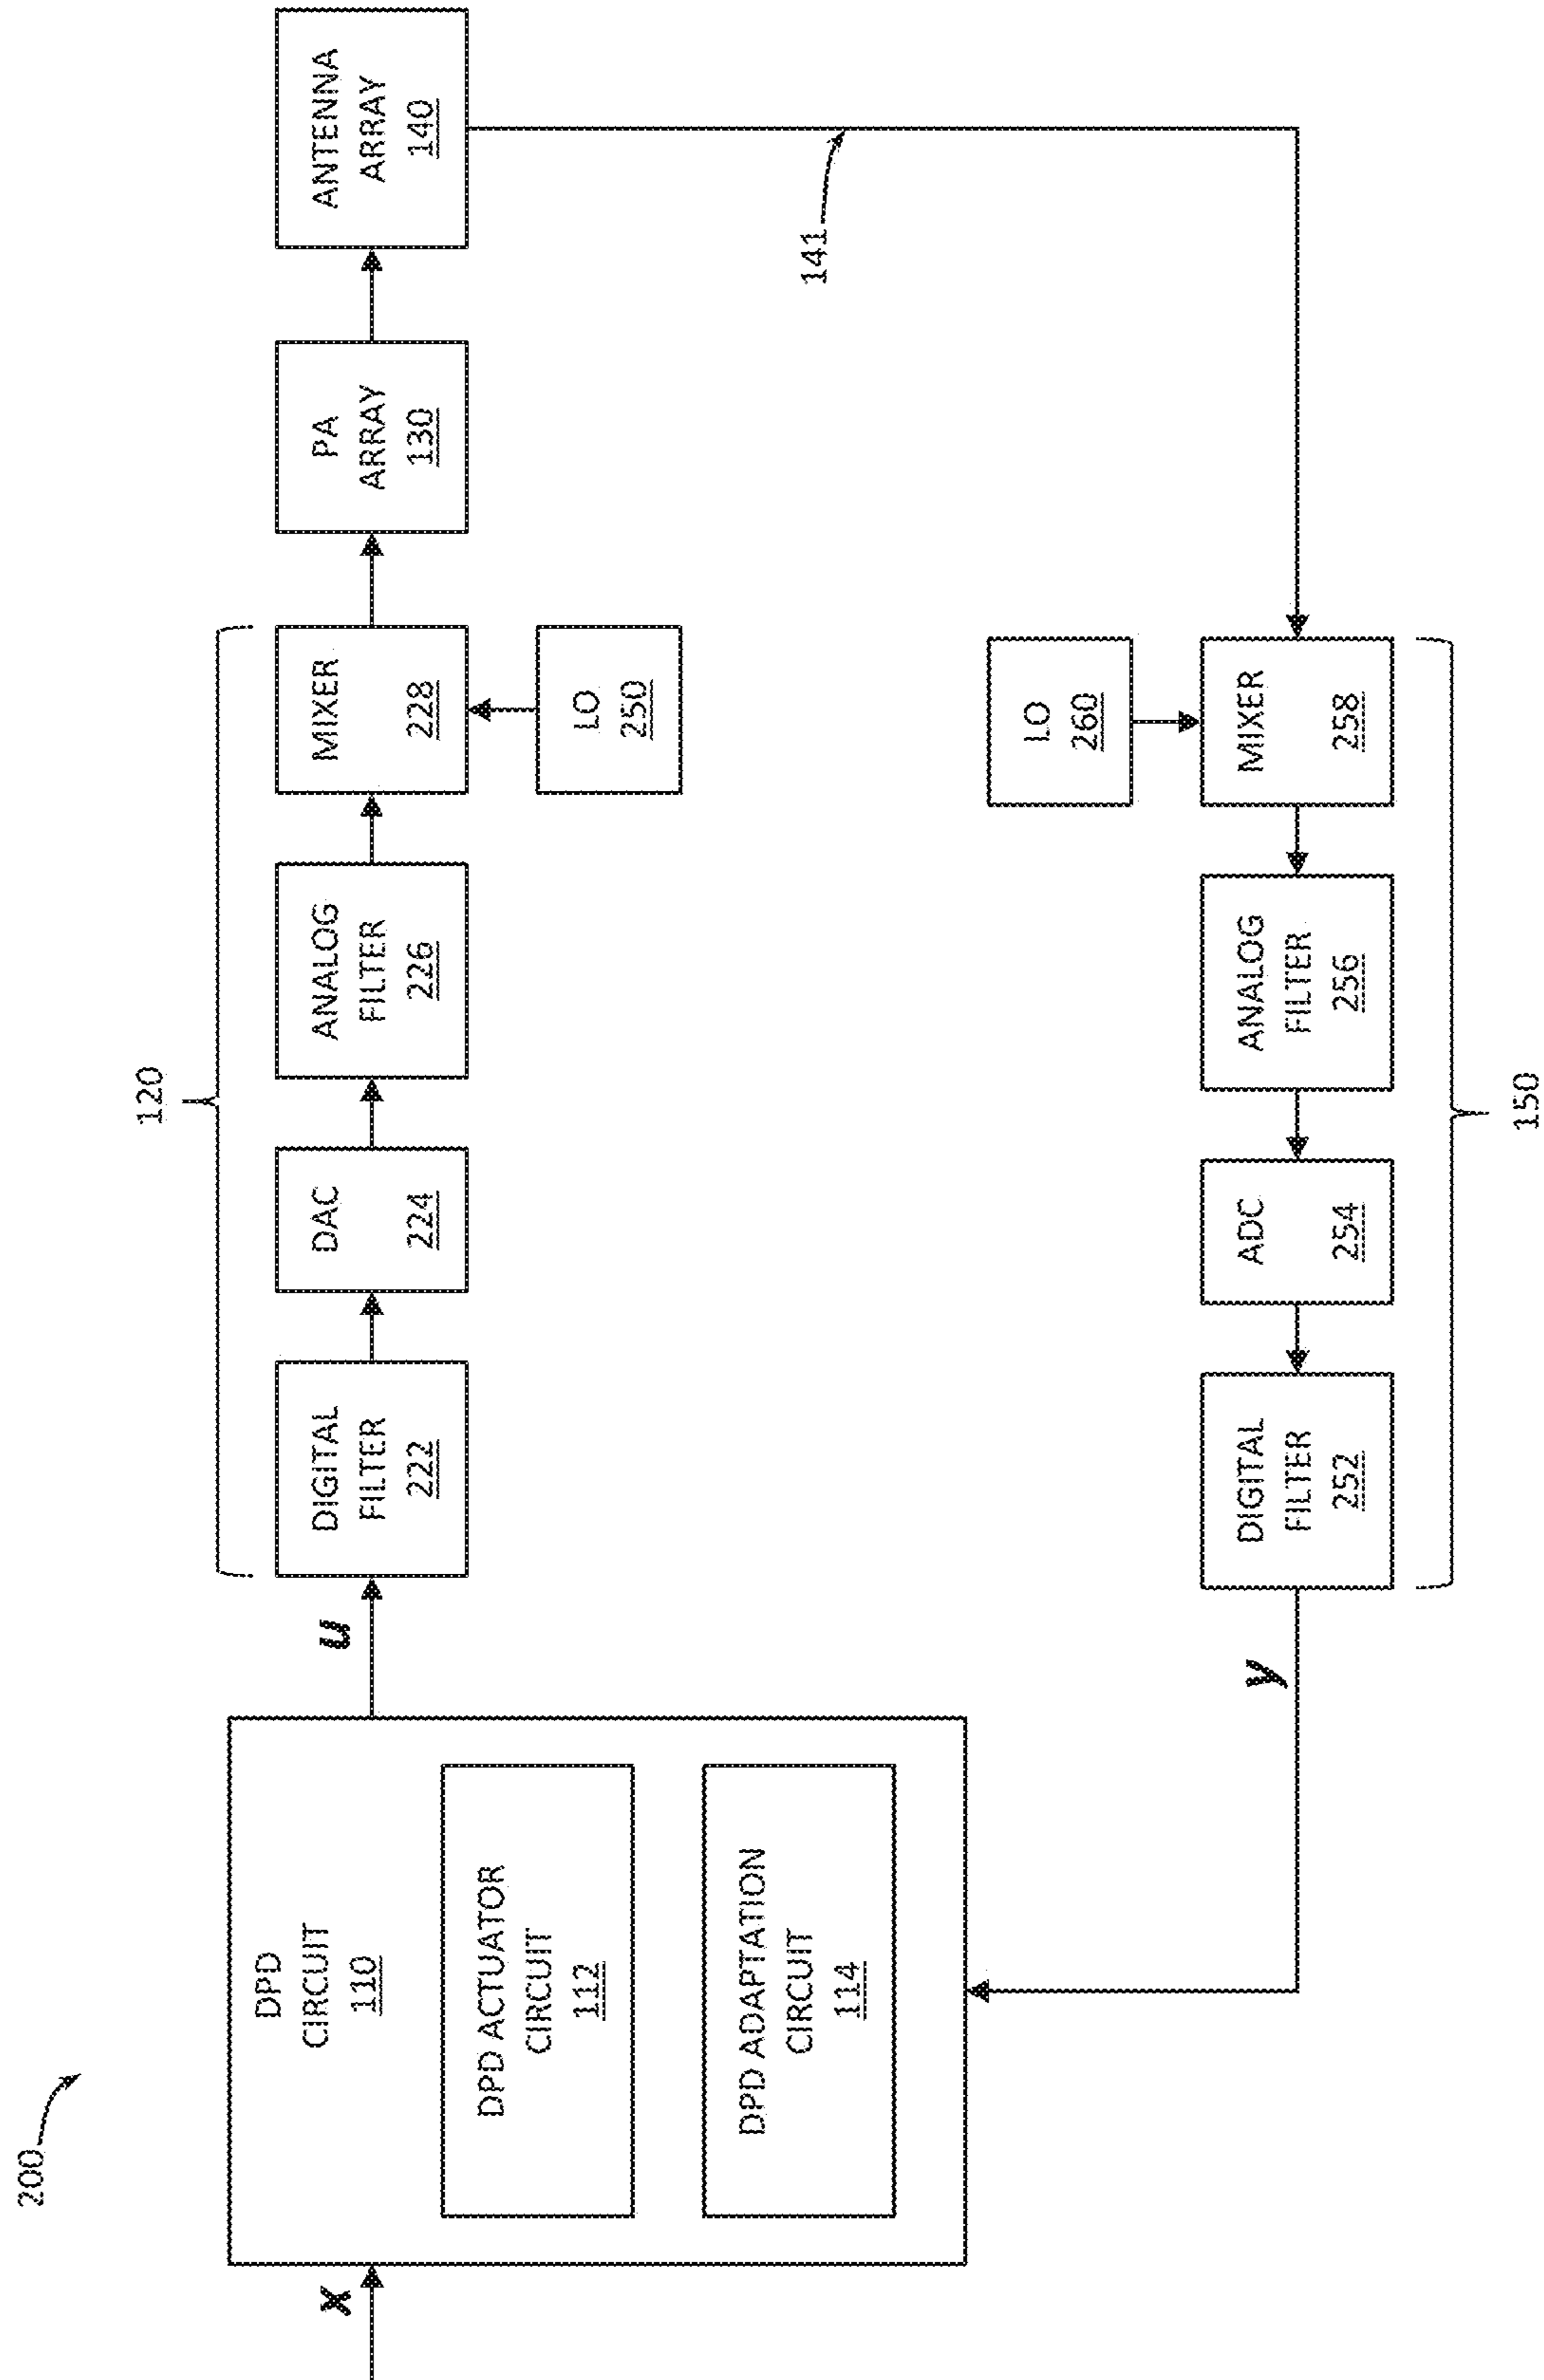 200
x
DPD
CIRCUIT
110
DPD ACTUATOR
CIRCUIT
112
DPD ADAPTATION
CIRCUIT
114
u
120
DIGITAL
FILTER
222
DAC
224
ANALOG
FILTER
226
MIXER
228
LO
250
PA
ARRAY
130
ANTENNA
ARRAY
140
141
LO
260
MIXER
258
ANALOG
FILTER
256
ADC
254
DIGITAL
FILTER
252
150
y